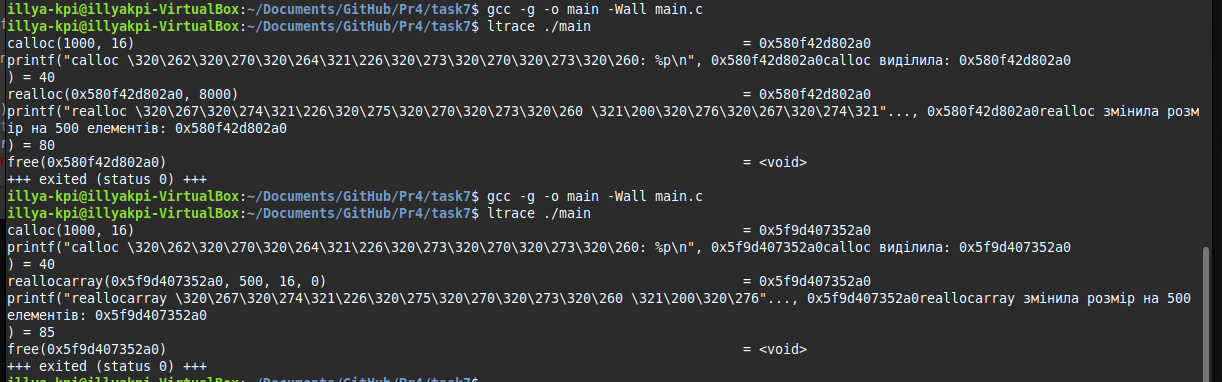 illya-kpi@illyakpi-VirtualBox:~/Documents/GitHub/Pr4/task7$ gcc -g -o main -Wall main.c
illya-kpi@illyakpi-VirtualBox:~/Documents/GitHub/Pr4/task7$ ltrace ./main
calloc(1000, 16) = 0x580f42d802a0
printf("calloc \320\262\320\270\320\264\321\226\320\273\320\270\320\273\320\260: %p\n", 0x580f42d802a0calloc виділила: 0x580f42d802a0
) = 40
realloc(0x580f42d802a0, 8000) = 0x580f42d802a0
printf("realloc \320\267\320\274\321\226\320\275\320\270\320\273\320\260 \321\200\320\276\320\267\320\274\321"..., 0x580f42d802a0realloc змінила розм
ір на 500 елементів: 0x580f42d802a0
) = 80
free(0x580f42d802a0) = <void>
+++ exited (status 0) +++
illya-kpi@illyakpi-VirtualBox:~/Documents/GitHub/Pr4/task7$ gcc -g -o main -Wall main.c
illya-kpi@illyakpi-VirtualBox:~/Documents/GitHub/Pr4/task7$ ltrace ./main
calloc(1000, 16) = 0x5f9d407352a0
printf("calloc \320\262\320\270\320\264\321\226\320\273\320\270\320\273\320\260: %p\n", 0x5f9d407352a0calloc виділила: 0x5f9d407352a0
) = 40
reallocarray(0x5f9d407352a0, 500, 16, 0) = 0x5f9d407352a0
printf("reallocarray \320\267\320\274\321\226\320\275\320\270\320\273\320\260 \321\200\320\276"..., 0x5f9d407352a0reallocarray змінила розмір на 500
елементів: 0x5f9d407352a0
) = 85
free(0x5f9d407352a0) = <void>
+++ exited (status 0) +++
illya-kpi@illyakpi-VirtualBox:~/Documents/GitHub/Pr4/task7$